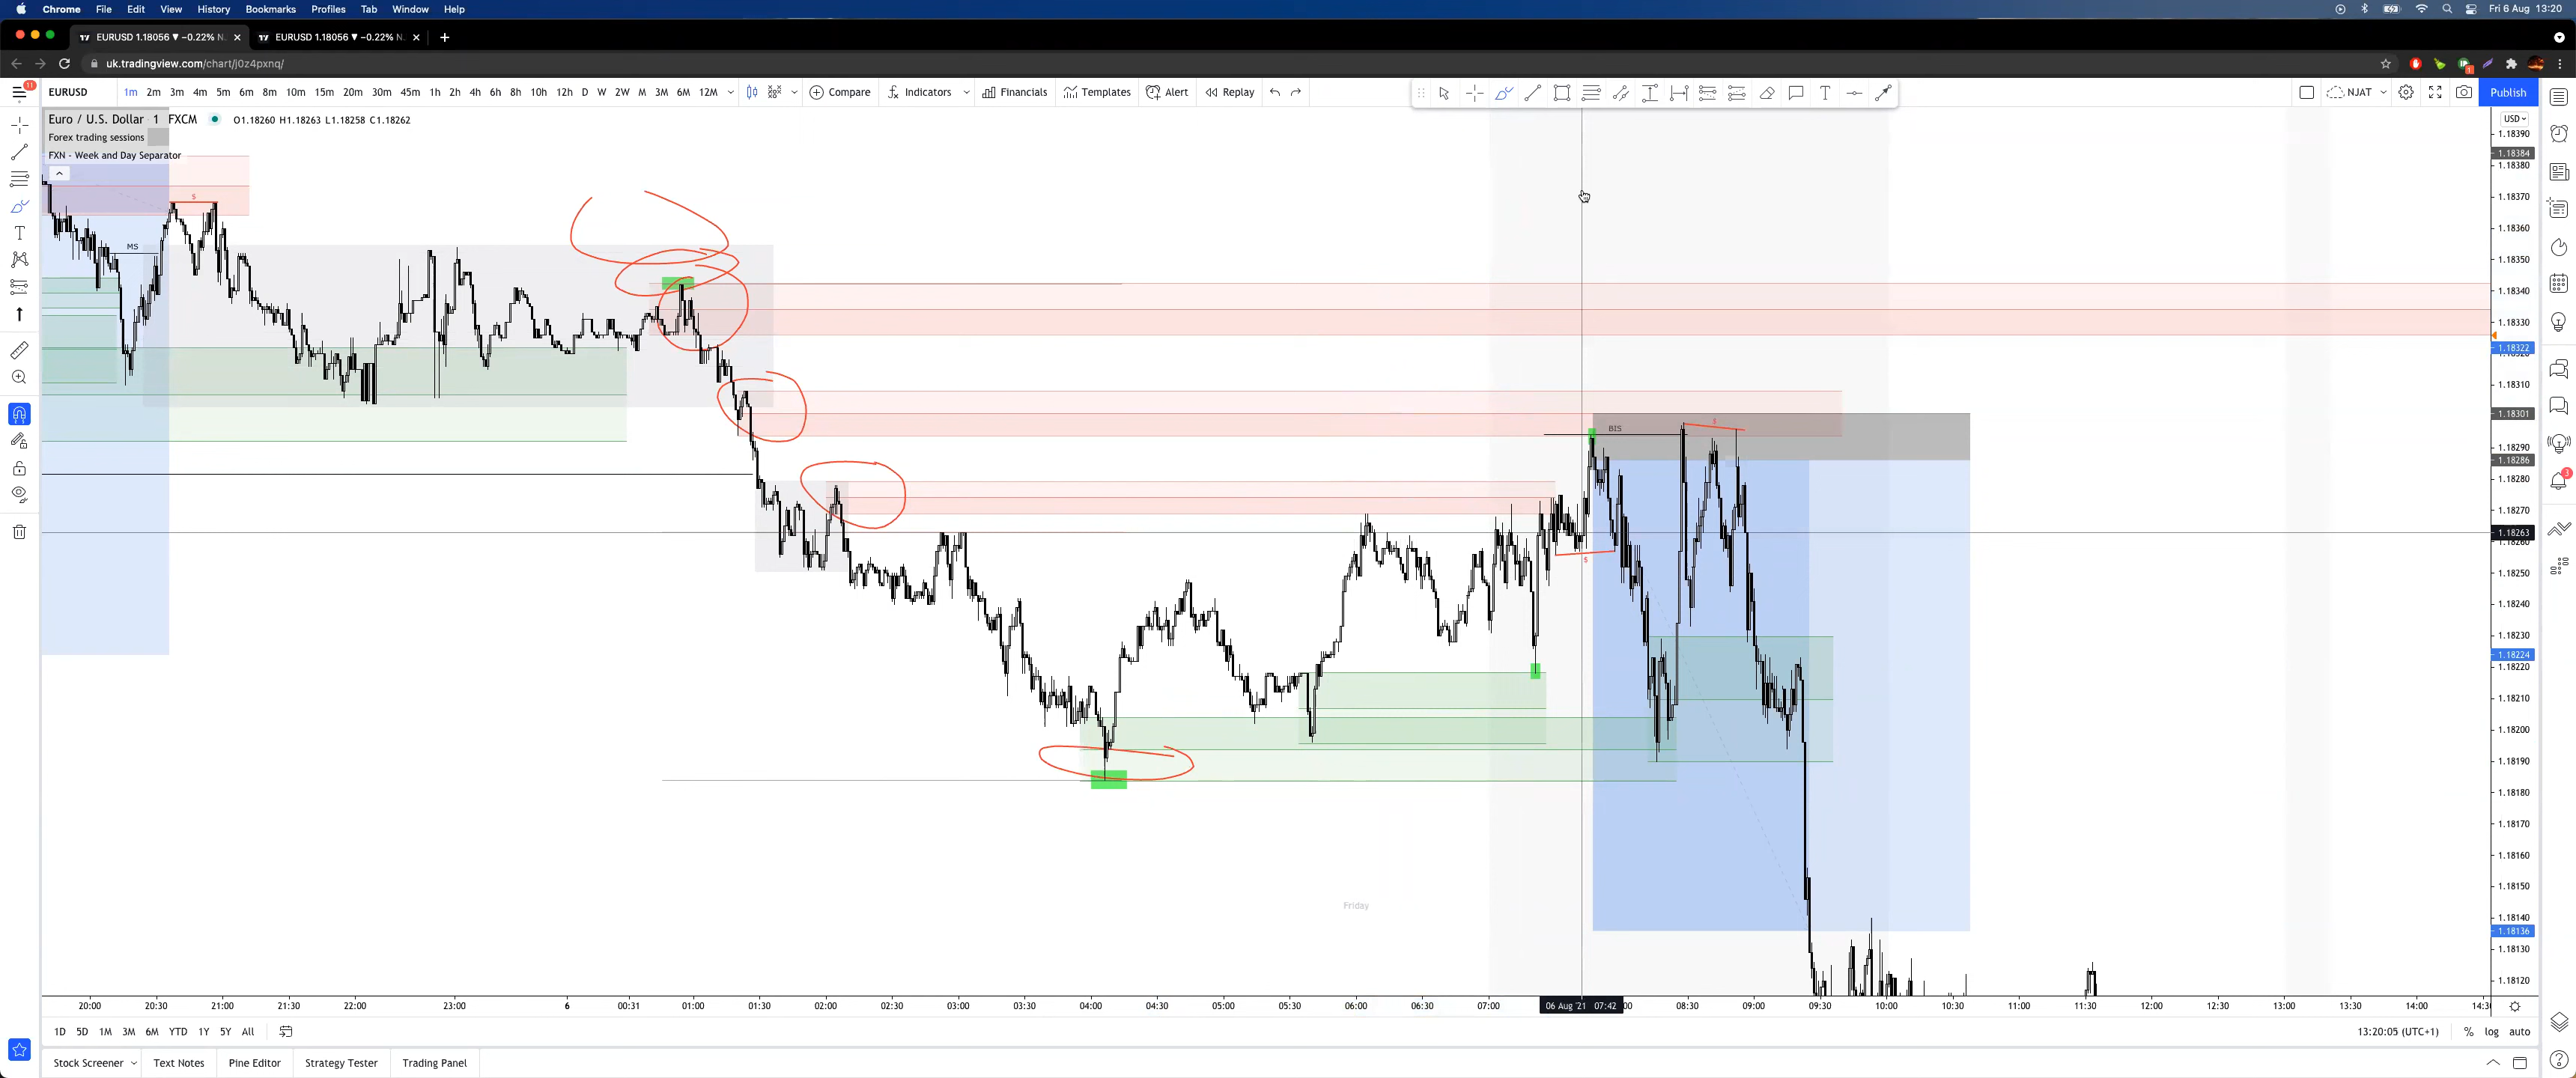 Chrome File Edit View History Bookmarks Profiles Tab Window Help Fri 6 Aug 13:20
EURUSD 1.18056 ▼ −0.22% N. EURUSD 1.18056 ▼ −0.22% N.
uk.tradingview.com/chart/j0z4pxnq/
11 EURUSD 1m 2m 3m 4m 5m 6m 8m 10m 15m 20m 30m 45m 1h 2h 4h 6h 8h 10h 12h D W 2W M 3M 6M 12M Compare Indicators Financials Templates Alert Replay NJAT Publish
Euro / U.S. Dollar 1 FXCM O1.18260 H1.18263 L1.18258 C1.18262 USD
Forex trading sessions 1.18390
FXN - Week and Day Separator 1.18384
1.18380
S 1.18370
1.18360
MS
1.18350
1.18340
1.18330
1.18322
1.18310
1.18301
BIS
1.18290
1.18286
1.18280
3
1.18270
1.18263
1.18260
S
1.18250
1.18240
1.18230
1.18224
1.18220
1.18210
1.18200
1.18190
1.18180
1.18170
1.18160
1.18150
Friday
1.18140
1.18136
1.18130
1.18120
20:00 20:30 21:00 21:30 22:00 23:00 6 00:31 01:00 01:30 02:00 02:30 03:00 03:30 04:00 04:30 05:00 05:30 06:00 06:30 07:00 06 Aug '21 07:42 08:30 09:00 09:30 10:00 10:30 11:00 11:30 12:00 12:30 13:00 13:30 14:00
1D 5D 1M 3M 6M YTD 1Y 5Y All 13:20:05 (UTC+1) % log auto
Stock Screener Text Notes Pine Editor Strategy Tester Trading Panel